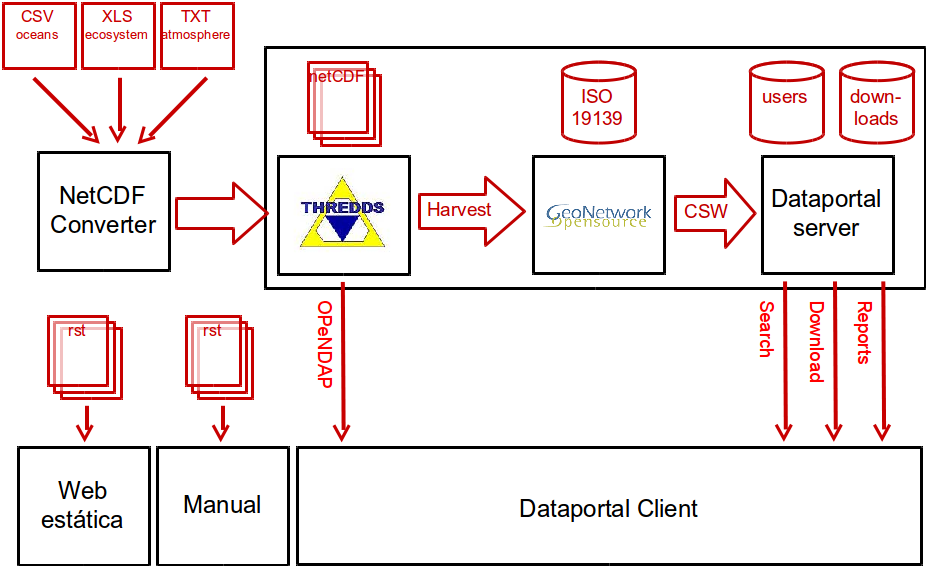 CSV
oceans
XLS
ecosystem
TXT
atmosphere
netCDF
ISO
19139
users
down-
loads
NetCDF
Converter
THREDDS
Harvest
GeoNetwork
Opensource
CSW
Dataportal
server
rst
rst
OPeNDAP
Search
Download
Reports
Web
estática
Manual
Dataportal Client